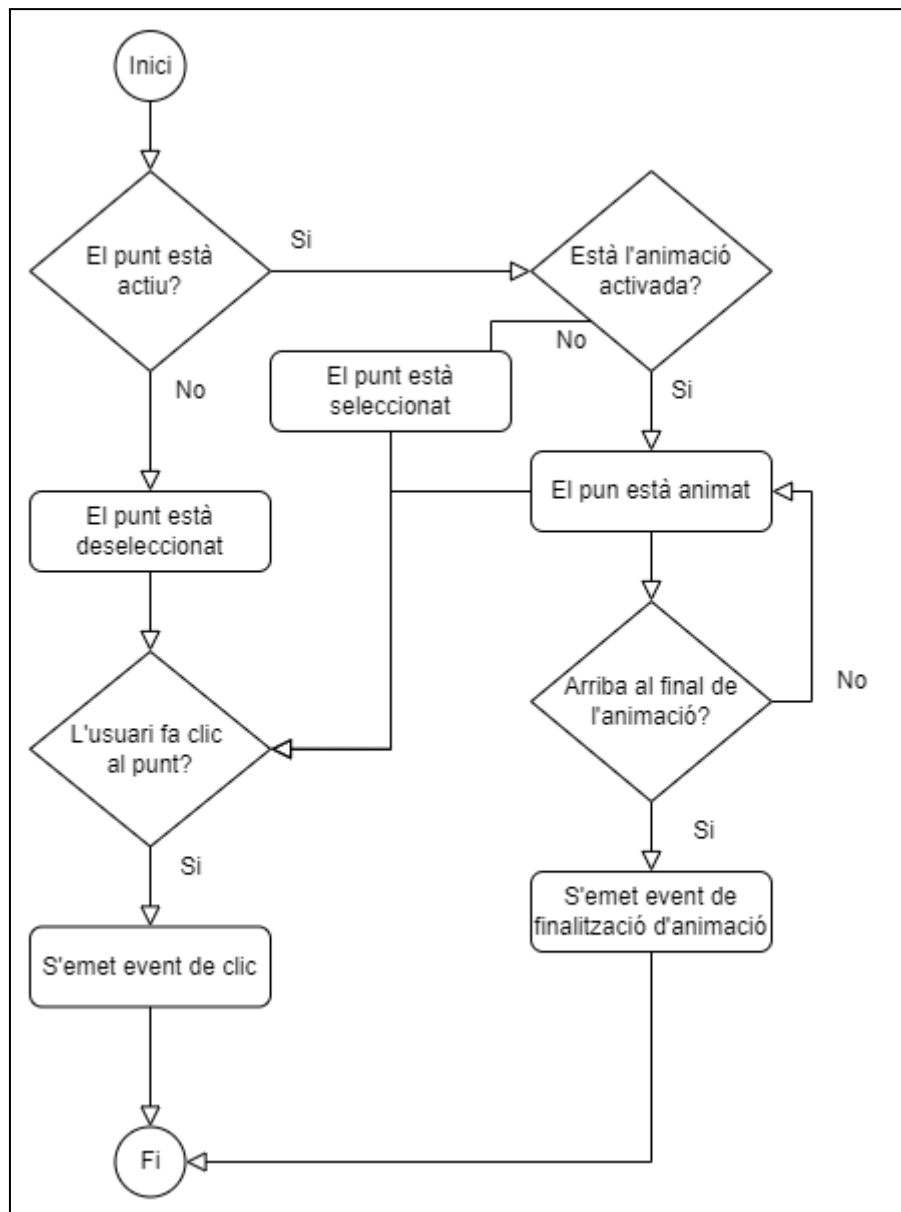 Inici
El punt està
actiu?
Si
Està l'animació
activada?
No
El punt està
seleccionat
No
Si
El pun està animat
El punt està
deseleccionat
Arriba al final de
l'animació?
No
L'usuari fa clic
al punt?
Si
Si
S'emet event de
finalització d'animació
S'emet event de clic
Fi